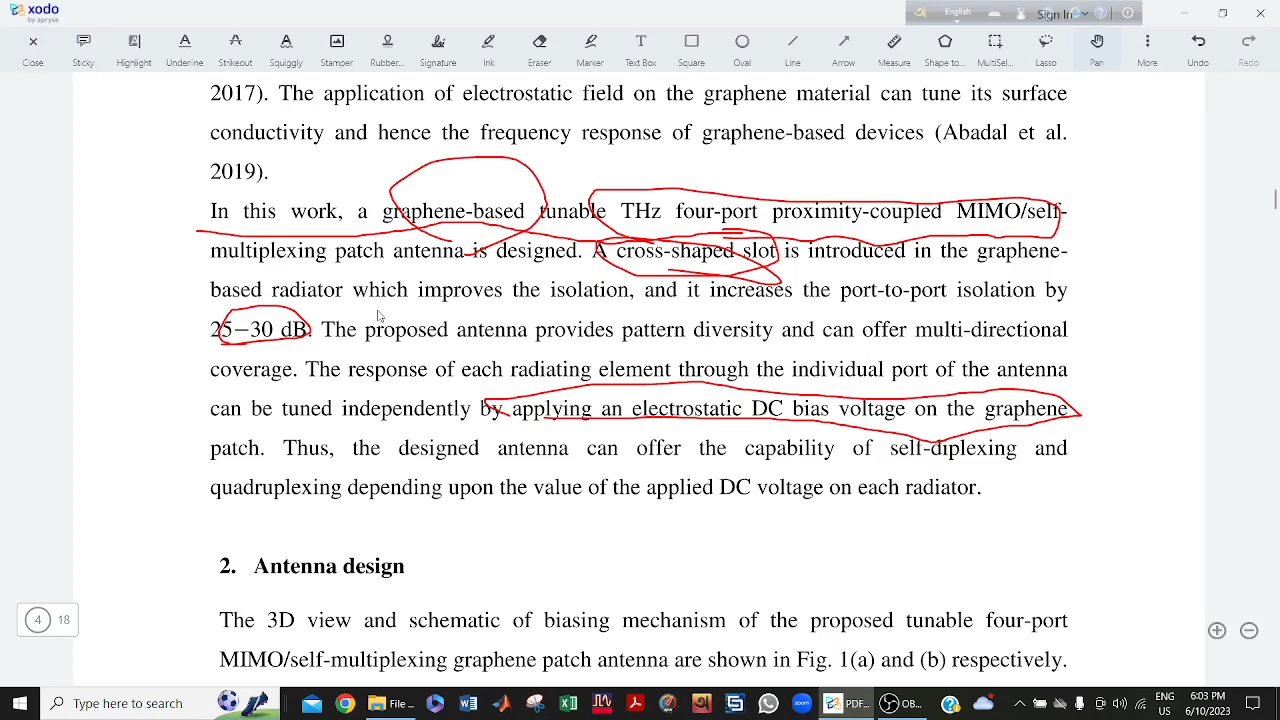 xodo
by apryse
English
Sign In
Close
Sticky
Highlight
Underline
Strikeout
Squiggly
Stamper
Rubber...
Signature
Ink
Eraser
Marker
Text Box
Square
Oval
Line
Arrow
Measure
Shape to...
MultiSel...
Lasso
Pan
More
Undo
Redo
2017). The application of electrostatic field on the graphene material can tune its surface
conductivity and hence the frequency response of graphene-based devices (Abadal et al.
2019).
In this work, a graphene-based tunable THz four-port proximity-coupled MIMO/self-
multiplexing patch antenna is designed. A cross-shaped slot is introduced in the graphene-
based radiator which improves the isolation, and it increases the port-to-port isolation by
25–30 dB. The proposed antenna provides pattern diversity and can offer multi-directional
coverage. The response of each radiating element through the individual port of the antenna
can be tuned independently by applying an electrostatic DC bias voltage on the graphene
patch. Thus, the designed antenna can offer the capability of self-diplexing and
quadruplexing depending upon the value of the applied DC voltage on each radiator.
2. Antenna design
The 3D view and schematic of biasing mechanism of the proposed tunable four-port
MIMO/self-multiplexing graphene patch antenna are shown in Fig. 1(a) and (b) respectively.
4 18
Type here to search
File ...
zoom
PDF...
OB...
ENG
US
6:03 PM
6/10/2023